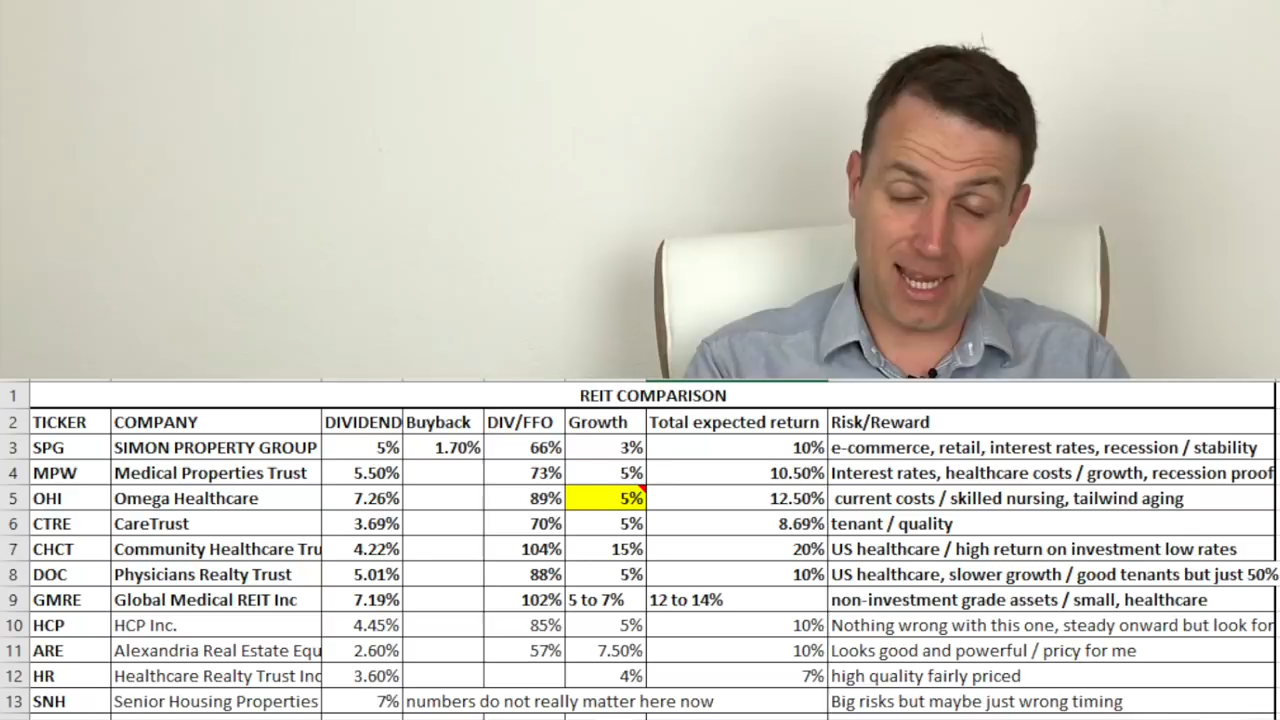 1 REIT COMPARISON
2 TICKER COMPANY DIVIDEND Buyback DIV/FFO Growth Total expected return Risk/Reward
3 SPG SIMON PROPERTY GROUP 5% 1.70% 66% 3% 10% e-commerce, retail, interest rates, recession / stability
4 MPW Medical Properties Trust 5.50% 73% 5% 10.50% Interest rates, healthcare costs / growth, recession proof
5 OHI Omega Healthcare 7.26% 89% 5% 12.50% current costs / skilled nursing, tailwind aging
6 CTRE CareTrust 3.69% 70% 5% 8.69% tenant / quality
7 CHCT Community Healthcare Tru 4.22% 104% 15% 20% US healthcare / high return on investment low rates
8 DOC Physicians Realty Trust 5.01% 88% 5% 10% US healthcare, slower growth / good tenants but just 50%
9 GMRE Global Medical REIT Inc 7.19% 102% 5 to 7% 12 to 14% non-investment grade assets / small, healthcare
10 HCP HCP Inc. 4.45% 85% 5% 10% Nothing wrong with this one, steady onward but look for
11 ARE Alexandria Real Estate Equ 2.60% 57% 7.50% 10% Looks good and powerful / pricy for me
12 HR Healthcare Realty Trust Inc 3.60% 4% 7% high quality fairly priced
13 SNH Senior Housing Properties 7% numbers do not really matter here now Big risks but maybe just wrong timing